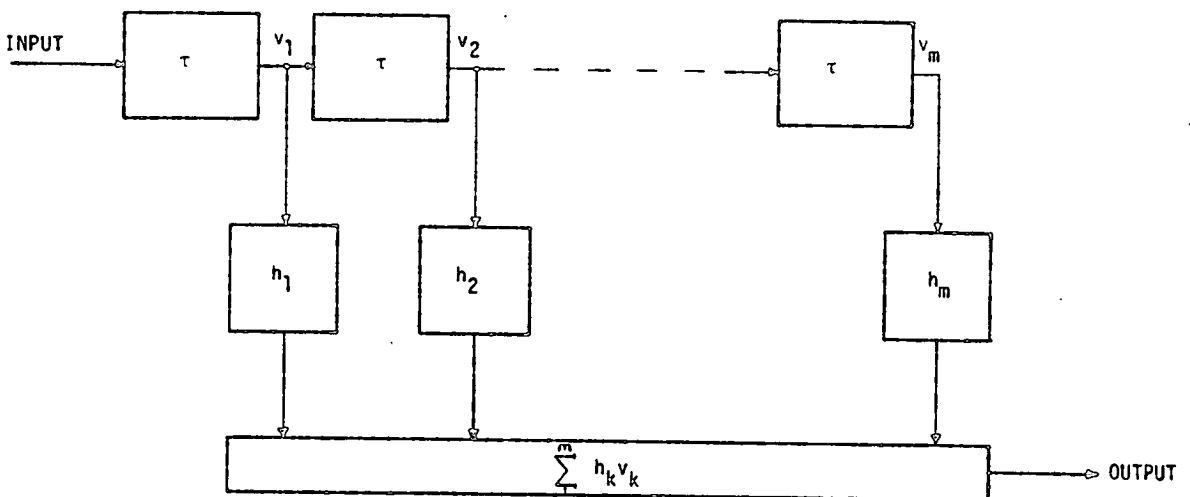 INPUT
τ
v1
τ
v2
τ
vm
h1
h2
hm
m
∑ hkvk
OUTPUT